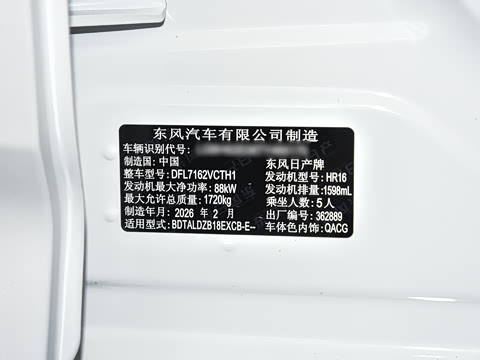 东风汽车有限公司制造
车辆识别代号:
制造国: 中国 东风日产牌
整车型号: DFL7162VCTH1 发动机型号: HR16
发动机最大净功率: 88kW 发动机排量: 1598mL
最大允许总质量: 1720kg 乘坐人数: 5人
制造年月: 2026 年 2 月 出厂编号: 362889
适用型式: BDTALDZB18EXCB-E-- 车体色内饰: QACG